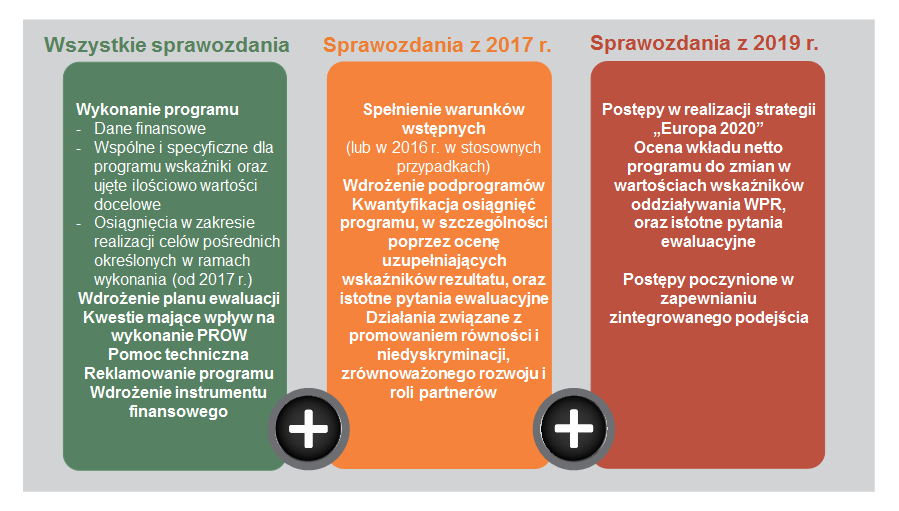 Wszystkie sprawozdania
Wykonanie programu
- Dane finansowe
- Wspólne i specyficzne dla
programu wskaźniki oraz
ujęte ilościowo wartości
docelowe
- Osiągnięcia w zakresie
realizacji celów pośrednich
określonych w ramach
wykonania (od 2017 r.)
Wdrożenie planu ewaluacji
Kwestie mające wpływ na
wykonanie PROW
Pomoc techniczna
Reklamowanie programu
Wdrożenie instrumentu
finansowego
Sprawozdania z 2017 r.
Spełnienie warunków
wstępnych
(lub w 2016 r. w stosownych
przypadkach)
Wdrożenie podprogramów
Kwantyfikacja osiągnięć
programu, w szczególności
poprzez ocenę
uzupełniających
wskaźników rezultatu, oraz
istotne pytania ewaluacyjne
Działania związane z
promowaniem równości i
niedyskryminacji,
zrównoważonego rozwoju i
roli partnerów
Sprawozdania z 2019 r.
Postępy w realizacji strategii
„Europa 2020”
Ocena wkładu netto
programu do zmian w
wartościach wskaźników
oddziaływania WPR,
oraz istotne pytania
ewaluacyjne
Postępy poczynione w
zapewnianiu
zintegrowanego podejścia